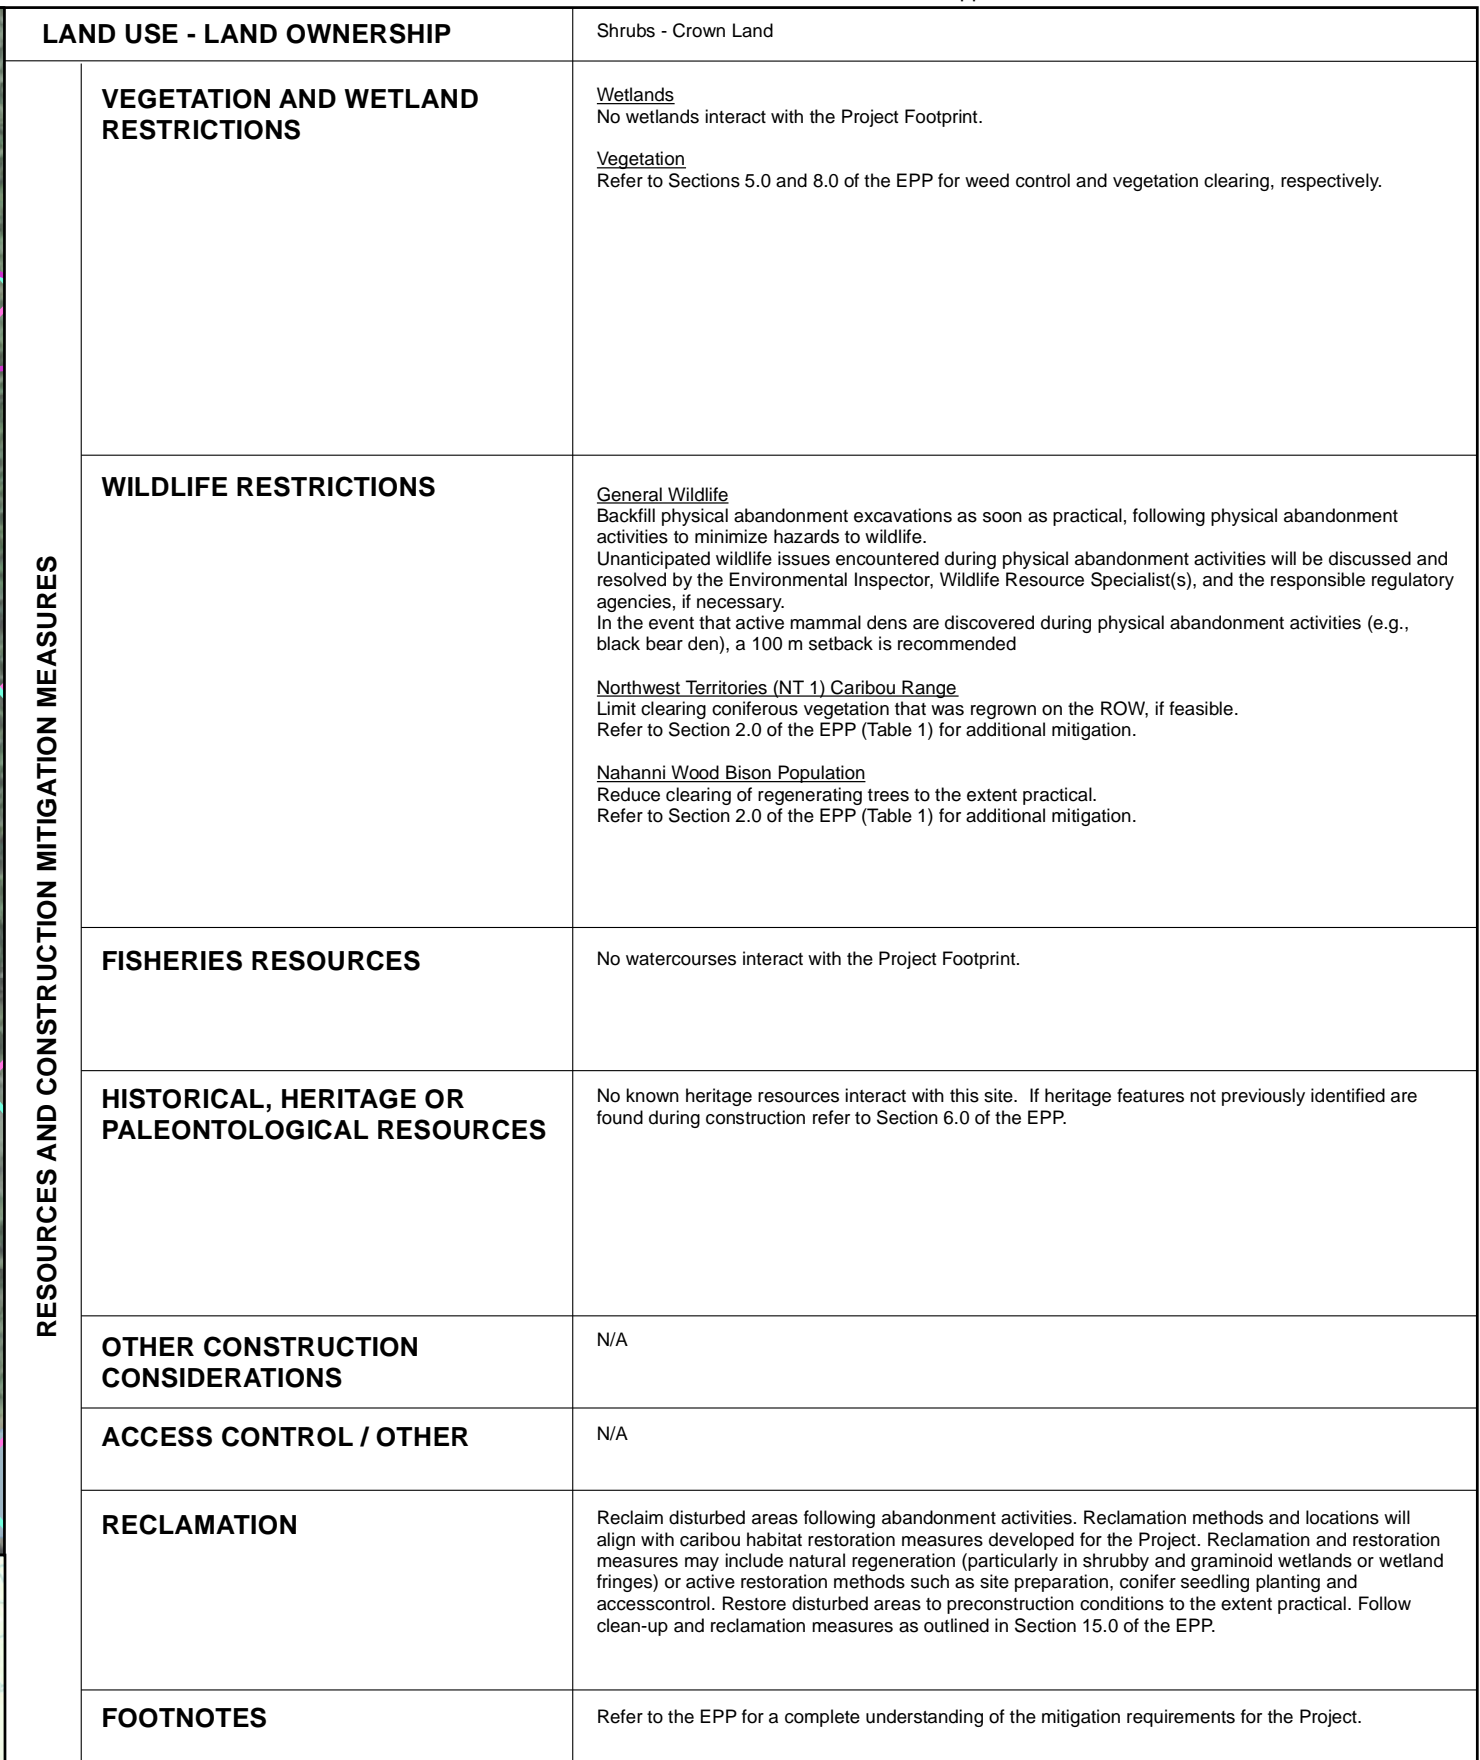 LAND USE - LAND OWNERSHIP
Shrubs - Crown Land
RESOURCES AND CONSTRUCTION MITIGATION MEASURES
VEGETATION AND WETLAND
RESTRICTIONS
Wetlands
No wetlands interact with the Project Footprint.
Vegetation
Refer to Sections 5.0 and 8.0 of the EPP for weed control and vegetation clearing, respectively.
WILDLIFE RESTRICTIONS
General Wildlife
Backfill physical abandonment excavations as soon as practical, following physical abandonment
activities to minimize hazards to wildlife.
Unanticipated wildlife issues encountered during physical abandonment activities will be discussed and
resolved by the Environmental Inspector, Wildlife Resource Specialist(s), and the responsible regulatory
agencies, if necessary.
In the event that active mammal dens are discovered during physical abandonment activities (e.g.,
black bear den), a 100 m setback is recommended
Northwest Territories (NT 1) Caribou Range
Limit clearing coniferous vegetation that was regrown on the ROW, if feasible.
Refer to Section 2.0 of the EPP (Table 1) for additional mitigation.
Nahanni Wood Bison Population
Reduce clearing of regenerating trees to the extent practical.
Refer to Section 2.0 of the EPP (Table 1) for additional mitigation.
FISHERIES RESOURCES
No watercourses interact with the Project Footprint.
HISTORICAL, HERITAGE OR
PALEONTOLOGICAL RESOURCES
No known heritage resources interact with this site.  If heritage features not previously identified are
found during construction refer to Section 6.0 of the EPP.
OTHER CONSTRUCTION
CONSIDERATIONS
N/A
ACCESS CONTROL / OTHER
N/A
RECLAMATION
Reclaim disturbed areas following abandonment activities. Reclamation methods and locations will
align with caribou habitat restoration measures developed for the Project. Reclamation and restoration
measures may include natural regeneration (particularly in shrubby and graminoid wetlands or wetland
fringes) or active restoration methods such as site preparation, conifer seedling planting and
accesscontrol. Restore disturbed areas to preconstruction conditions to the extent practical. Follow
clean-up and reclamation measures as outlined in Section 15.0 of the EPP.
FOOTNOTES
Refer to the EPP for a complete understanding of the mitigation requirements for the Project.